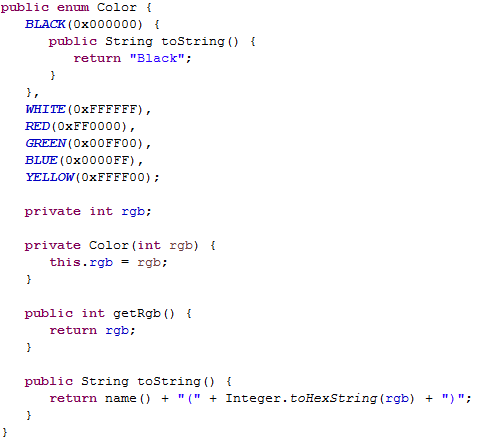 public enum Color {
   BLACK(0x000000) {
      public String toString() {
         return "Black";
      }
   },
   WHITE(0xFFFFFF),
   RED(0xFF0000),
   GREEN(0x00FF00),
   BLUE(0x0000FF),
   YELLOW(0xFFFF00);

   private int rgb;

   private Color(int rgb) {
      this.rgb = rgb;
   }

   public int getRgb() {
      return rgb;
   }

   public String toString() {
      return name() + "(" + Integer.toHexString(rgb) + ")";
   }
}